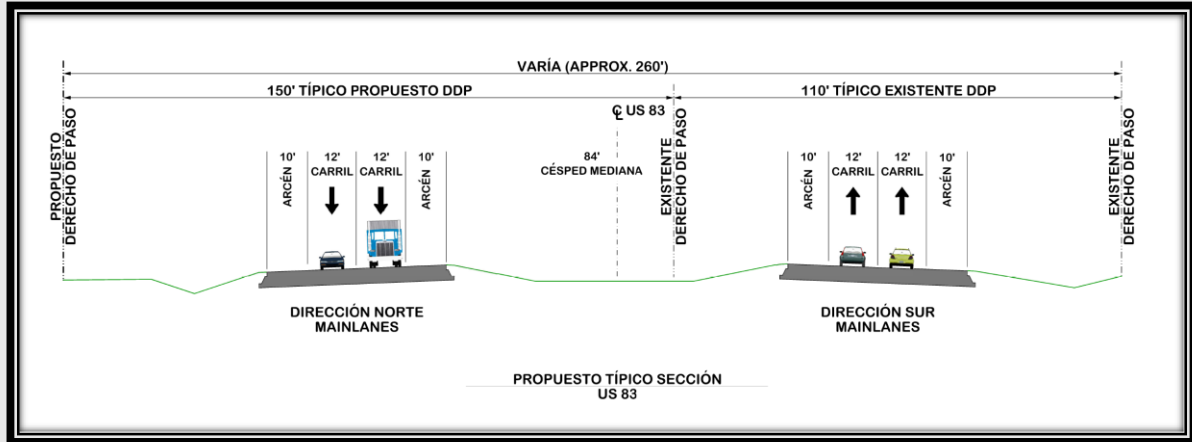 VARÍA (APPROX. 260')
150' TÍPICO PROPUESTO DDP
110' TÍPICO EXISTENTE DDP
℄ US 83
PROPUESTO
DERECHO DE PASO
10'
ARCÉN
12'
CARRIL
12'
CARRIL
10'
ARCÉN
84'
CÉSPED MEDIANA
EXISTENTE
DERECHO DE PASO
10'
ARCÉN
12'
CARRIL
12'
CARRIL
10'
ARCÉN
EXISTENTE
DERECHO DE PASO
DIRECCIÓN NORTE
MAINLANES
DIRECCIÓN SUR
MAINLANES
PROPUESTO TÍPICO SECCIÓN
US 83